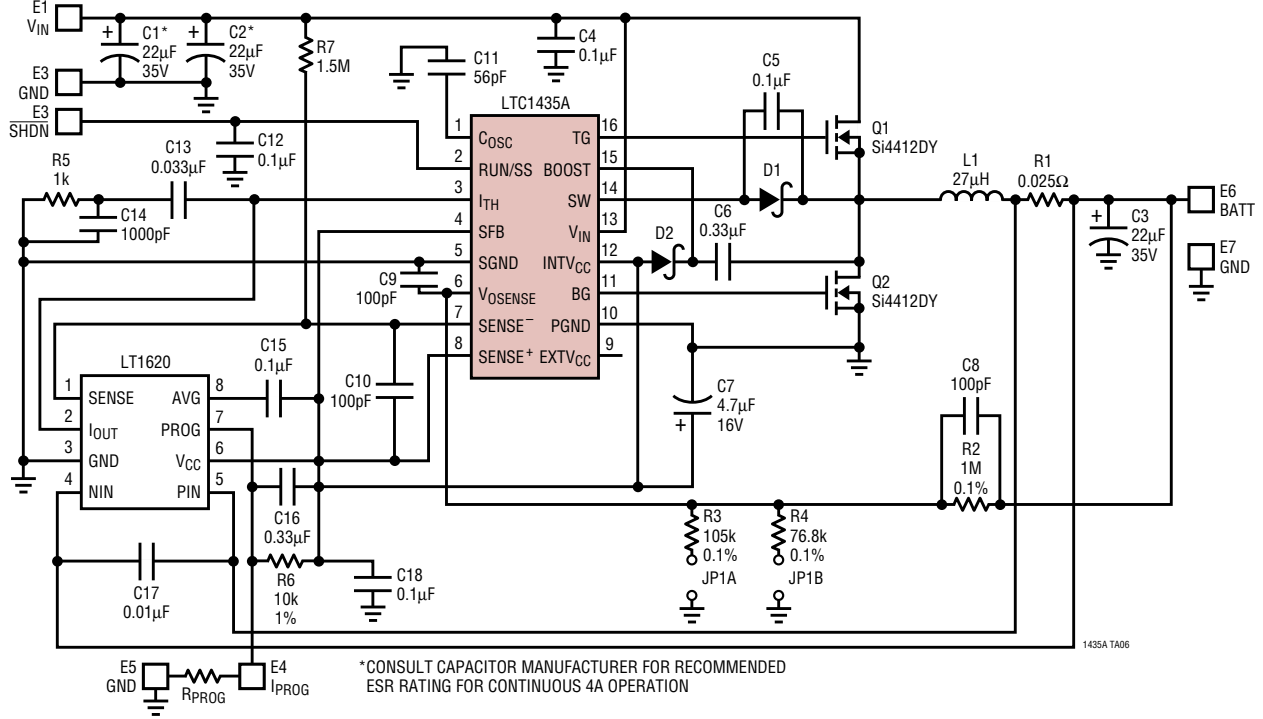 E1
VIN
C1*
22µF
35V
C2*
22µF
35V
R7
1.5M
C4
0.1µF
C11
56pF
C5
0.1µF
E3
GND
E3
SHDN
C12
0.1µF
LTC1435A
1 COSC
2 RUN/SS
3 ITH
4 SFB
5 SGND
6 VOSENSE
7 SENSE–
8 SENSE+
16 TG
15 BOOST
14 SW
13 VIN
12 INTVCC
11 BG
10 PGND
9 EXTVCC
Q1
Si4412DY
R5
1k
C13
0.033µF
C14
1000pF
D1
L1
27µH
R1
0.025Ω
E6
BATT
C3
22µF
35V
E7
GND
D2
C6
0.33µF
C9
100pF
Q2
Si4412DY
LT1620
1 SENSE
2 IOUT
3 GND
4 NIN
8 AVG
7 PROG
6 VCC
5 PIN
C15
0.1µF
C10
100pF
C7
4.7µF
16V
C8
100pF
R2
1M
0.1%
C16
0.33µF
R3
105k
0.1%
R4
76.8k
0.1%
JP1A
JP1B
C17
0.01µF
R6
10k
1%
C18
0.1µF
1435A TA06
E5
GND
RPROG
E4
IPROG
*CONSULT CAPACITOR MANUFACTURER FOR RECOMMENDED
ESR RATING FOR CONTINUOUS 4A OPERATION